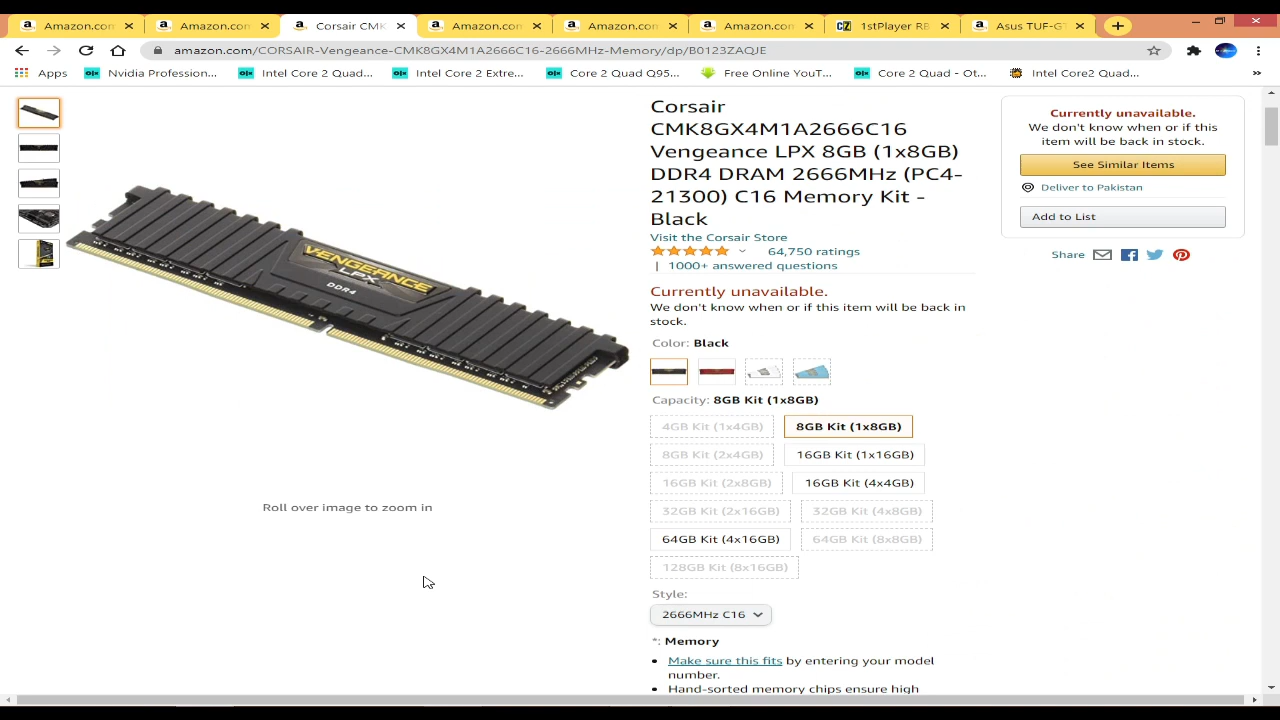 Amazon.com
Amazon.com
Corsair CMK
Amazon.com
Amazon.com
Amazon.com
1stPlayer RB
Asus TUF-GT
amazon.com/CORSAIR-Vengeance-CMK8GX4M1A2666C16-2666MHz-Memory/dp/B0123ZAQJE
Apps
Nvidia Profession...
Intel Core 2 Quad...
Intel Core 2 Extre...
Core 2 Quad Q95...
Free Online YouT...
Core 2 Quad - Ot...
Intel Core2 Quad...
VENGEANCE
LPX
DDR4
Roll over image to zoom in
Corsair
CMK8GX4M1A2666C16
Vengeance LPX 8GB (1x8GB)
DDR4 DRAM 2666MHz (PC4-
21300) C16 Memory Kit -
Black
Visit the Corsair Store
64,750 ratings
| 1000+ answered questions
Currently unavailable.
We don't know when or if this item will be back in
stock.
Color: Black
Capacity: 8GB Kit (1x8GB)
4GB Kit (1x4GB) 8GB Kit (1x8GB)
8GB Kit (2x4GB) 16GB Kit (1x16GB)
16GB Kit (2x8GB) 16GB Kit (4x4GB)
32GB Kit (2x16GB) 32GB Kit (4x8GB)
64GB Kit (4x16GB) 64GB Kit (8x8GB)
128GB Kit (8x16GB)
Style:
2666MHz C16
*: Memory
Make sure this fits by entering your model
number.
Hand-sorted memory chips ensure high
Currently unavailable.
We don't know when or if this
item will be back in stock.
See Similar Items
Deliver to Pakistan
Add to List
Share